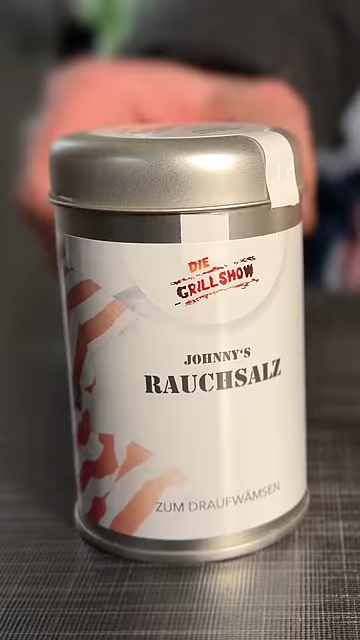 DIE
GRILLSHOW
JOHNNY'S
RAUCHSALZ
ZUM DRAUFWÄMSEN